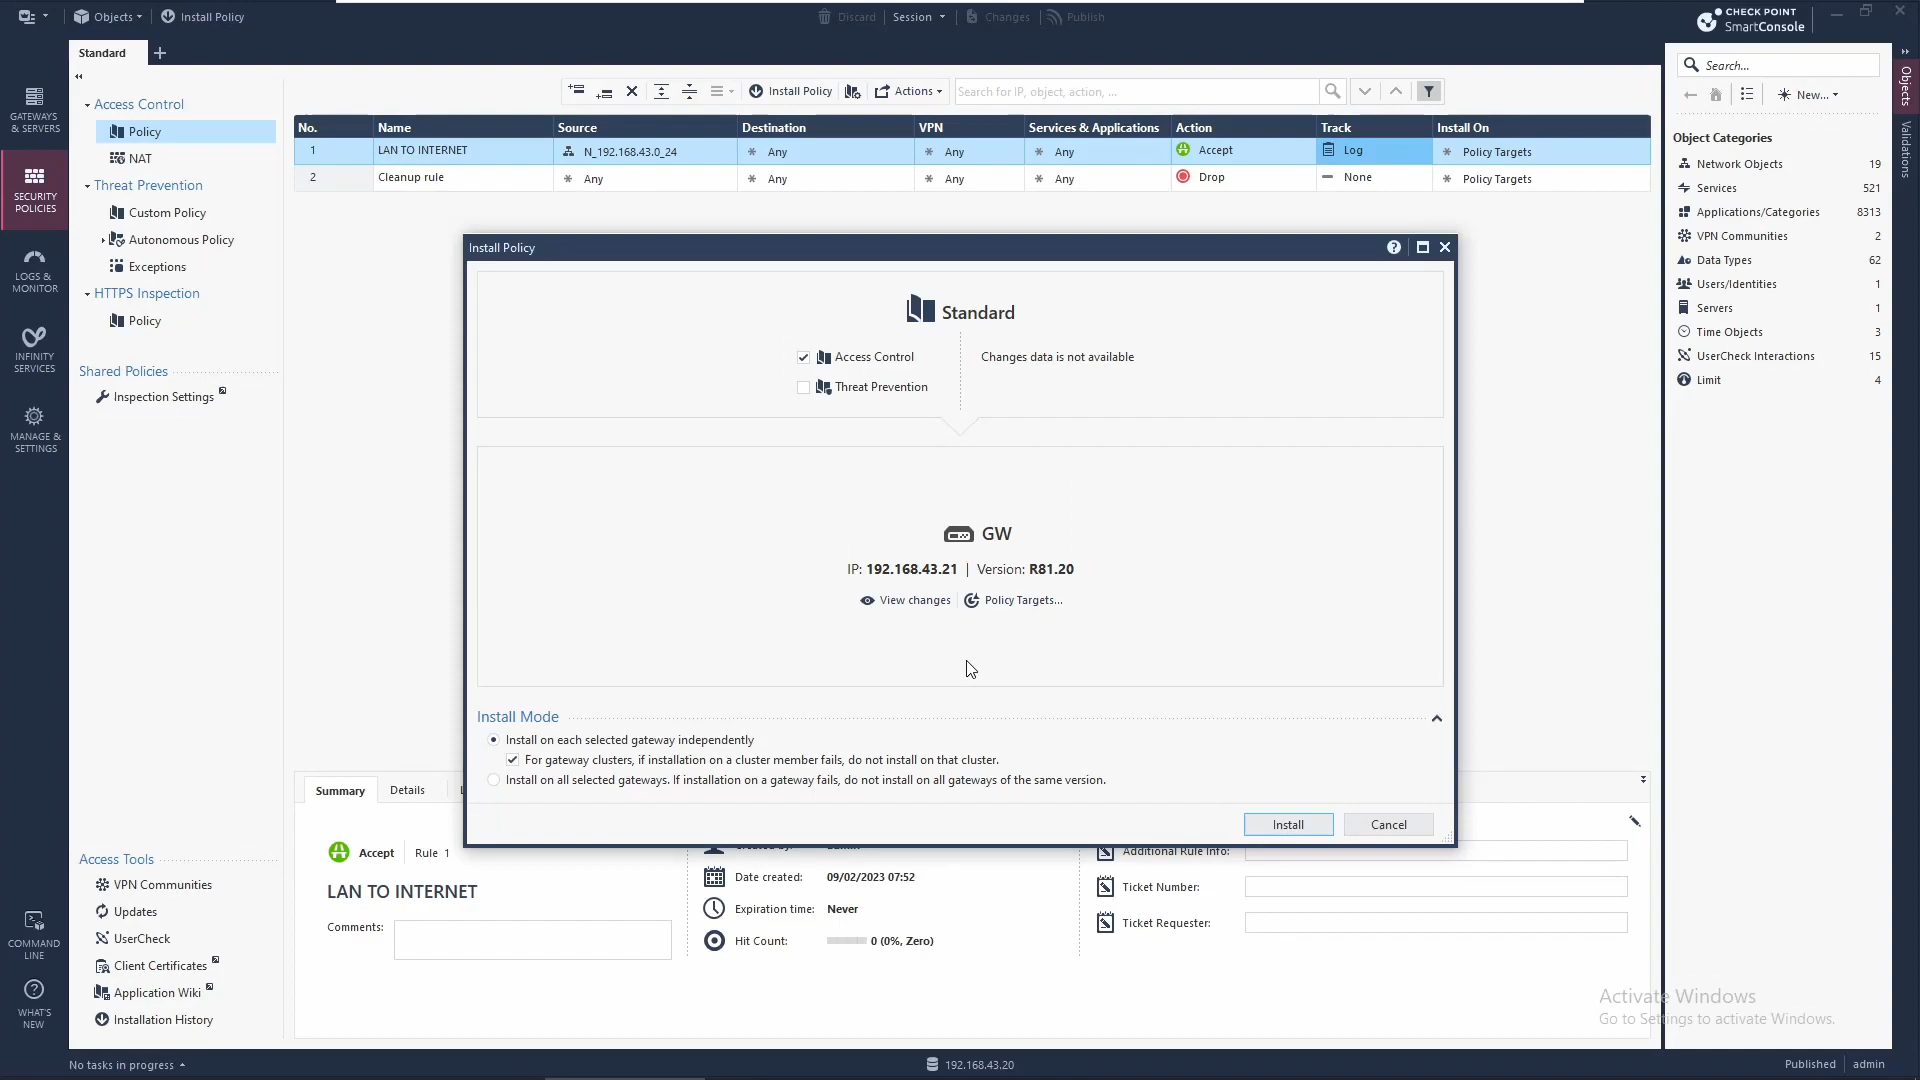 Objects
Install Policy
Discard
Session
Changes
Publish
CHECK POINT
SmartConsole
Standard
GATEWAYS
& SERVERS
SECURITY
POLICIES
LOGS &
MONITOR
INFINITY
SERVICES
MANAGE &
SETTINGS
COMMAND
LINE
WHAT'S
NEW
Access Control
Policy
NAT
Threat Prevention
Custom Policy
Autonomous Policy
Exceptions
HTTPS Inspection
Policy
Shared Policies
Inspection Settings
Access Tools
VPN Communities
Updates
UserCheck
Client Certificates
Application Wiki
Installation History
Install Policy
Actions
Search for IP, object, action, ...
No. Name Source Destination VPN Services & Applications Action Track Install On
1 LAN TO INTERNET N_192.168.43.0_24 * Any * Any * Any Accept Log * Policy Targets
2 Cleanup rule * Any * Any * Any * Any Drop None * Policy Targets
Install Policy
Standard
Access Control
Threat Prevention
Changes data is not available
GW
IP: 192.168.43.21 | Version: R81.20
View changes
Policy Targets...
Install Mode
Install on each selected gateway independently
For gateway clusters, if installation on a cluster member fails, do not install on that cluster.
Install on all selected gateways. If installation on a gateway fails, do not install on all gateways of the same version.
Install
Cancel
Summary
Details
Accept
Rule 1
LAN TO INTERNET
Comments:
Date created: 09/02/2023 07:52
Expiration time: Never
Hit Count: 0 (0%, Zero)
Additional Rule Info:
Ticket Number:
Ticket Requester:
Search...
New...
Object Categories
Network Objects 19
Services 521
Applications/Categories 8313
VPN Communities 2
Data Types 62
Users/Identities 1
Servers 1
Time Objects 3
UserCheck Interactions 15
Limit 4
Objects
Validations
Activate Windows
Go to Settings to activate Windows.
No tasks in progress
192.168.43.20
Published
admin